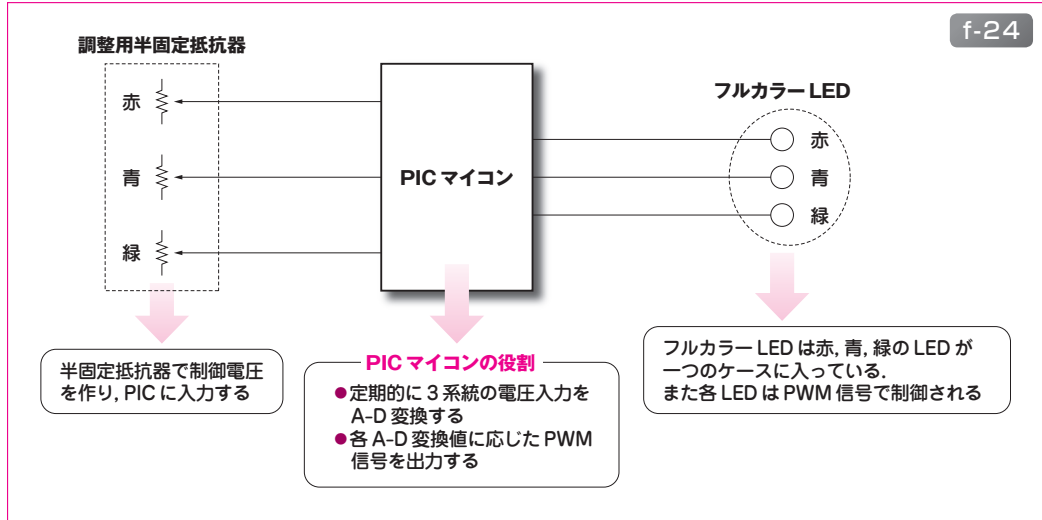 f-24
調整用半固定抵抗器
赤
青
緑
PIC マイコン
フルカラー LED
赤
青
緑
半固定抵抗器で制御電圧
を作り, PIC に入力する
PIC マイコンの役割
●定期的に 3 系統の電圧入力を
A-D 変換する
●各 A-D 変換値に応じた PWM
信号を出力する
フルカラー LED は赤, 青, 緑の LED が
一つのケースに入っている.
また各 LED は PWM 信号で制御される